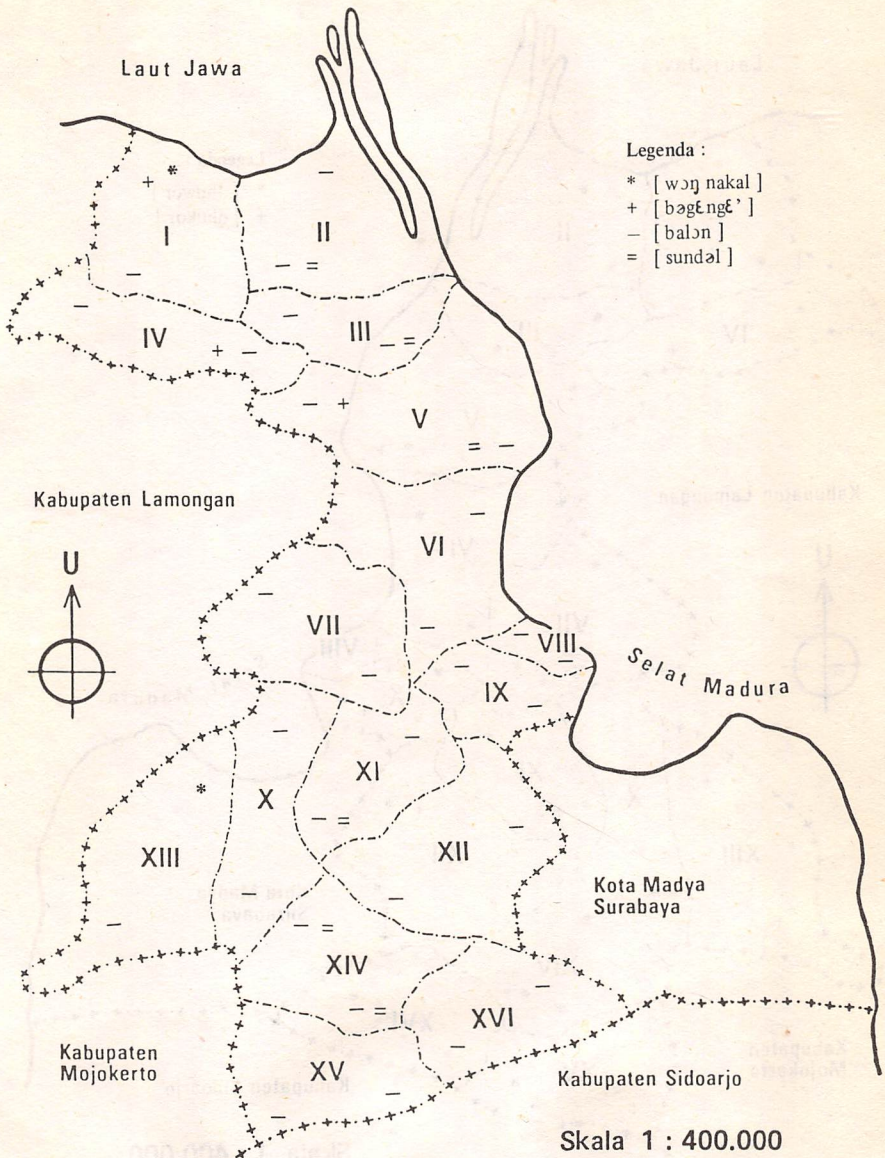 Laut Jawa
Legenda :
* [ wɔŋ nakal ]
+ [ bəgɛngɛ' ]
– [ balɔn ]
= [ sundəl ]
* + I –
– – = II
– IV + –
– III – =
– + V = –
Kabupaten Lamongan
U
– VI –
– VII –
– VIII –
– IX –
Selat Madura
– X –
– XI – =
– XII –
* XIII –
Kota Madya
Surabaya
– = XIV – =
– XVI –
– XV –
Kabupaten
Mojokerto
Kabupaten Sidoarjo
Skala 1 : 400.000